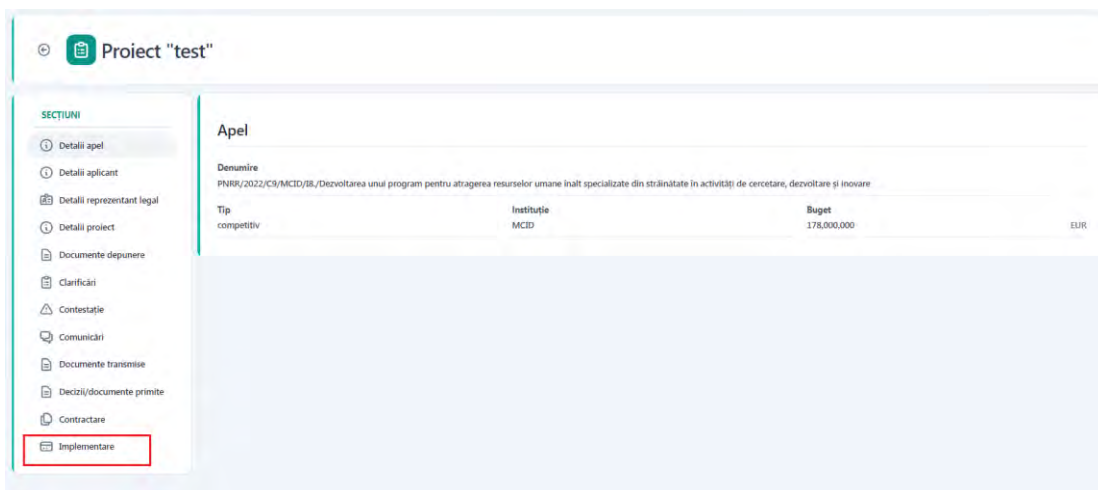 Proiect "test"
SECȚIUNI
Detalii apel
Detalii aplicant
Detalii reprezentant legal
Detalii proiect
Documente depunere
Clarificări
Contestație
Comunicări
Documente transmise
Decizii/documente primite
Contractare
Implementare
Apel
Denumire
PNRR/2022/C9/MCID/I8./Dezvoltarea unui program pentru atragerea resurselor umane înalt specializate din străinătate în activități de cercetare, dezvoltare și inovare
Tip Instituție Buget
competitiv MCID 178,000,000 EUR